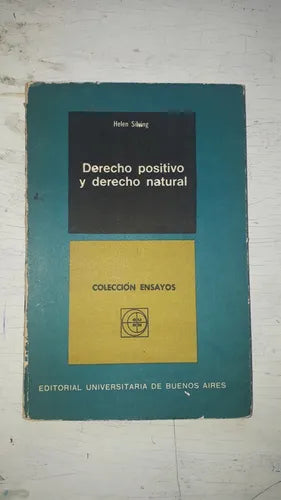 Helen Silving
Derecho positivo
y derecho natural
COLECCIÓN ENSAYOS
EDITORIAL UNIVERSITARIA DE BUENOS AIRES